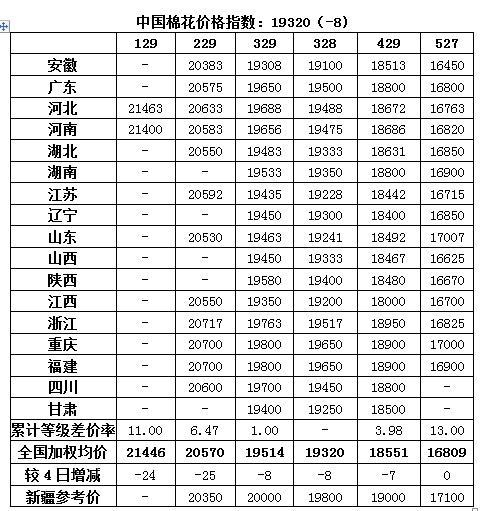 中国棉花价格指数：19320（-8）
129 229 329 328 429 527
安徽 - 20383 19308 19100 18513 16450
广东 - 20575 19650 19500 18800 16800
河北 21463 20633 19688 19488 18672 16763
河南 21400 20583 19656 19475 18686 16820
湖北 - 20550 19483 19333 18631 16850
湖南 - - 19533 19350 18800 16900
江苏 - 20592 19435 19228 18442 16715
辽宁 - - 19450 19300 18400 16850
山东 - 20530 19463 19241 18492 17007
山西 - - 19450 19333 18467 16625
陕西 - - 19580 19400 18480 16670
江西 - 20550 19350 19200 18000 16700
浙江 - 20717 19763 19517 18950 16825
重庆 - 20700 19800 19650 18900 17000
福建 - 20700 19800 19650 18900 16900
四川 - 20600 19700 19450 18800 -
甘肃 - - 19400 19250 18500 -
累计等级差价率 11.00 6.47 1.00 - 3.98 13.00
全国加权均价 21446 20570 19514 19320 18551 16809
较4日增减 -24 -25 -8 -8 -7 0
新疆参考价 - 20350 20000 19800 19000 17100